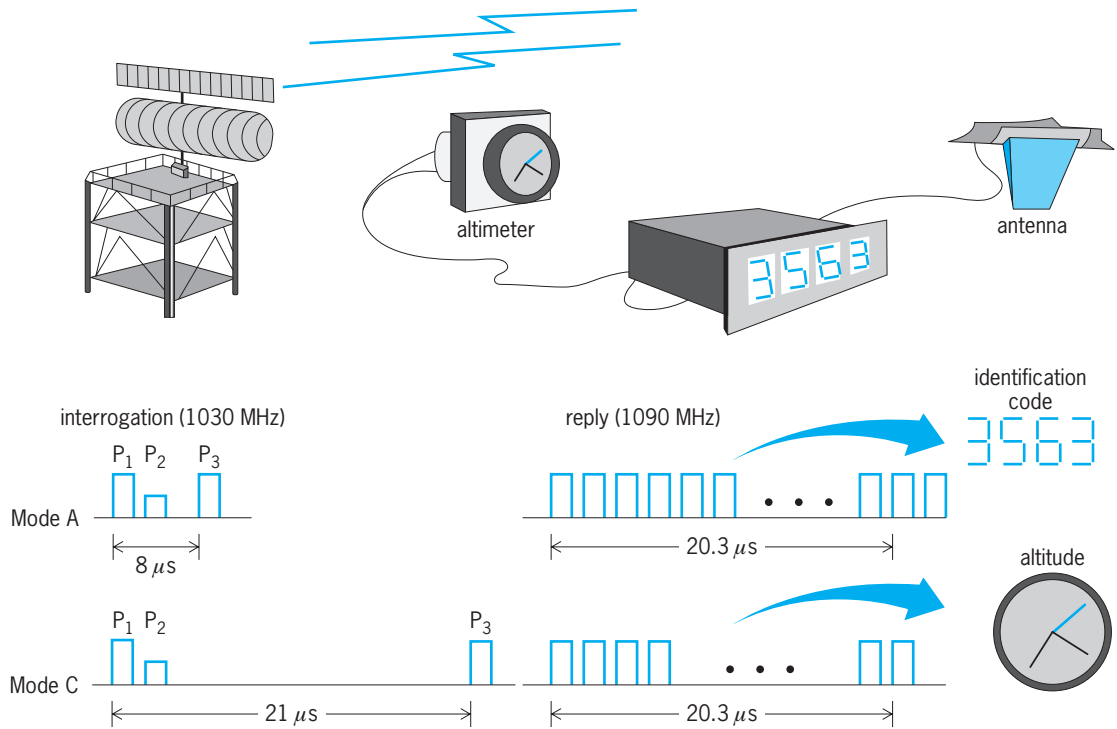 altimeter
antenna
3563
interrogation (1030 MHz)
reply (1090 MHz)
identification
code
3563
P1 P2 P3
Mode A
8 μs
20.3 μs
altitude
P1 P2 P3
Mode C
21 μs
20.3 μs